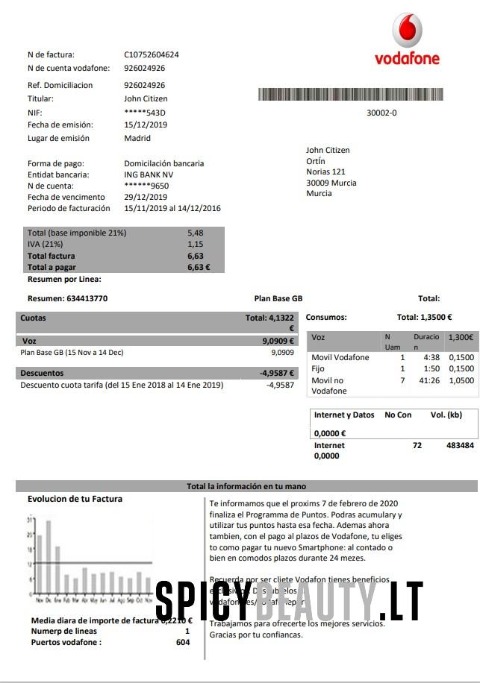 vodafone
N de factura: C10752604624
N de cuenta vodafone: 926024926
Ref. Domiciliacion 926024926
Titular: John Citizen
NIF: *****543D
Fecha de emisión: 15/12/2019
Lugar de emisión Madrid
30002-0
John Citizen
Ortín
Norias 121
30009 Murcia
Murcia
Forma de pago: Domicilación bancaria
Entidat bancaria: ING BANK NV
N de cuenta: ******9650
Fecha de vencimento 29/12/2019
Periodo de facturación 15/11/2019 al 14/12/2016
Total (base imponible 21%) 5,48
IVA (21%) 1,15
Total factura 6,63
Total a pagar 6,63 €
Resumen por Linea:
Resumen: 634413770 Plan Base GB Total:
Cuotas Total: 4,1322 €
Voz 9,0909 €
Plan Base GB (15 Nov a 14 Dec) 9,0909
Descuentos -4,9587 €
Descuento cuota tarifa (del 15 Ene 2018 al 14 Ene 2019) -4,9587
Consumos: Total: 1,3500 €
Voz N Uam Duracio n 1,300€
Movil Vodafone 1 4:38 0,1500
Fijo 1 1:50 0,1500
Movil no Vodafone 7 41:26 1,0500
Internet y Datos No Con Vol. (kb)
0,0000 €
Internet 72 483484
0,0000
Total la información en tu mano
Evolucion de tu Factura
Nov De Ene Feb Mar Abr May Jun Jul Ago Sep Oct Nov
Media diara de importe de factura 0,2210 €
Numerp de lineas 1
Puertos vodafone : 604
Te informamos que el proxims 7 de febrero de 2020
finaliza el Programa de Puntos. Podras acumulary y
utilizar tus puntos hasta esa fecha. Ademas ahora
tambien, con el pago al plazos de Vodafone, tu eliges
to como pagar tu nuevo Smartphone: al contado o
bien en comodos plazos durante 24 mezes.
Recuerda por ser cliete Vodafon tienes beneficios
Trabajamos para ofrecerte los mejores servicios.
Gracias por tu confiancas.
SPICYBEAUTY.LT